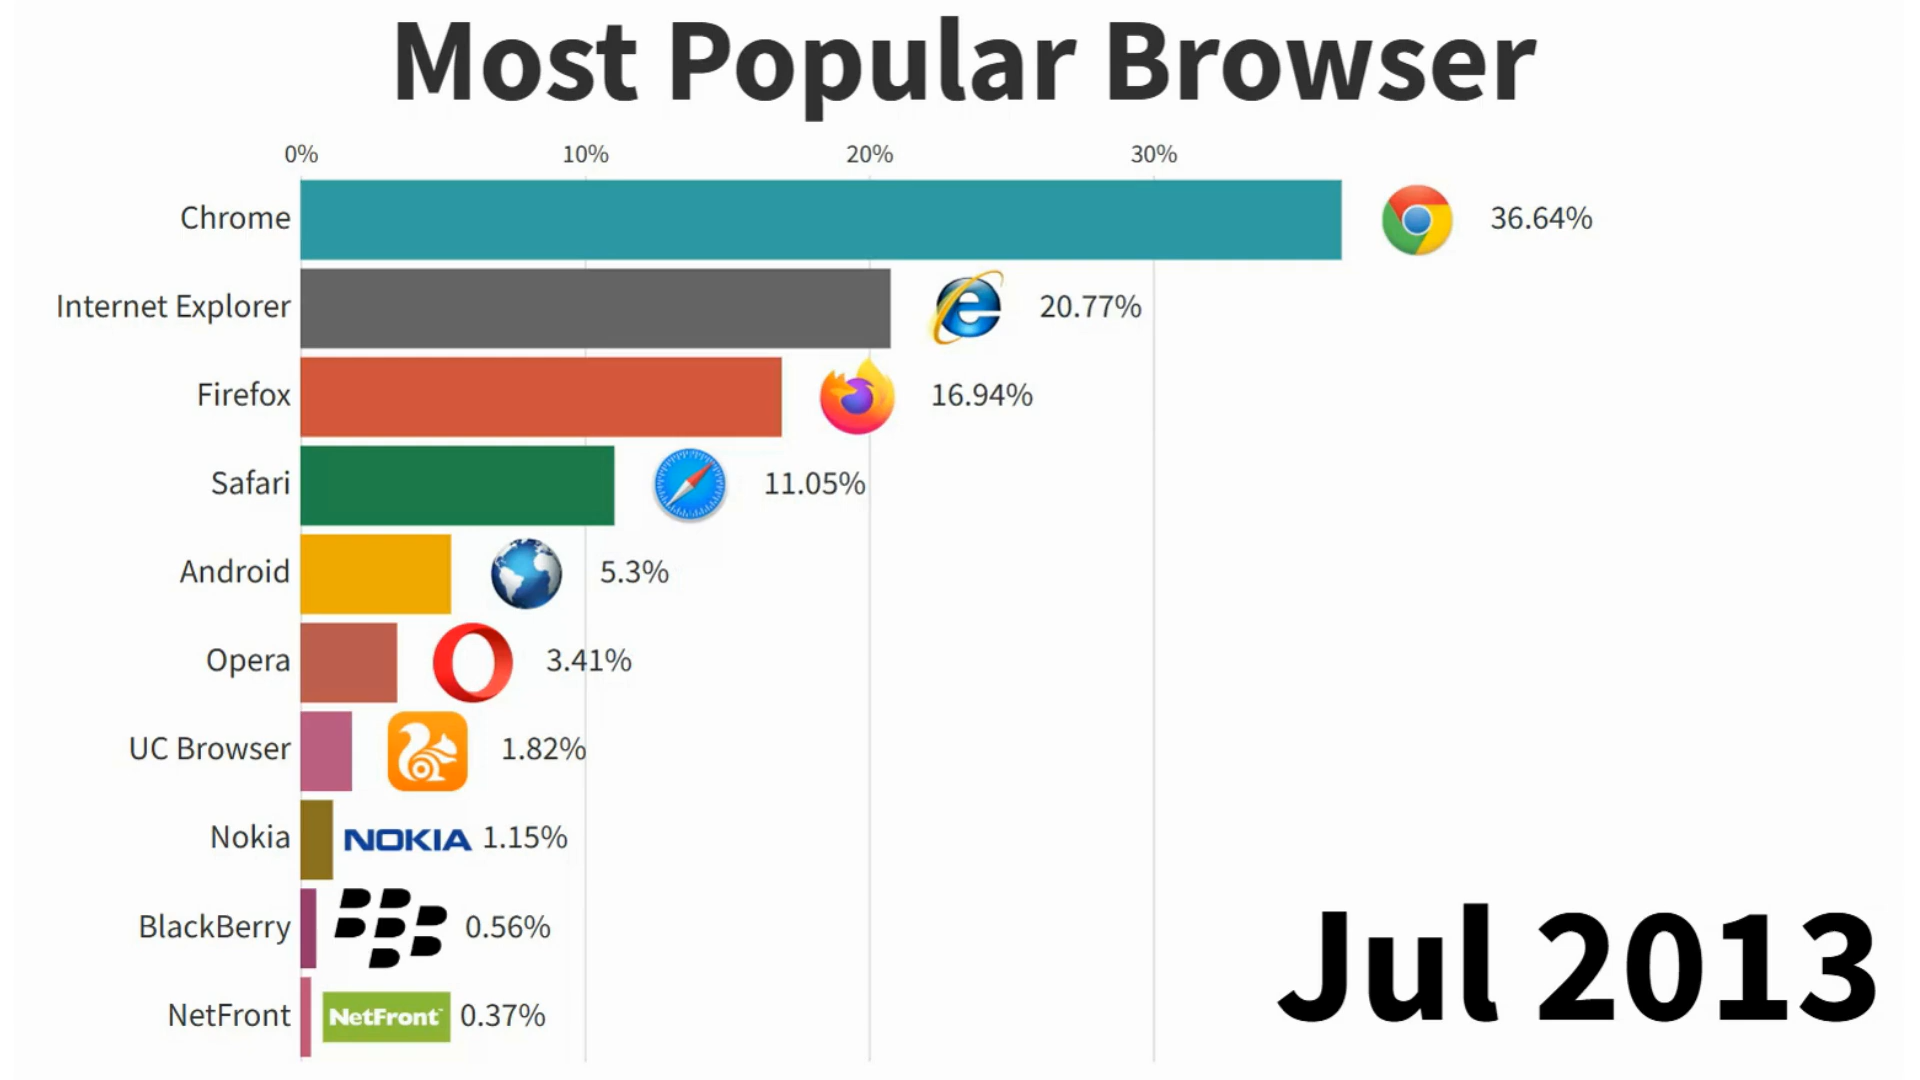 Most Popular Browser
0% 10% 20% 30%
Chrome 36.64%
Internet Explorer 20.77%
Firefox 16.94%
Safari 11.05%
Android 5.3%
Opera 3.41%
UC Browser 1.82%
Nokia NOKIA 1.15%
BlackBerry 0.56%
NetFront NetFront 0.37%
Jul 2013